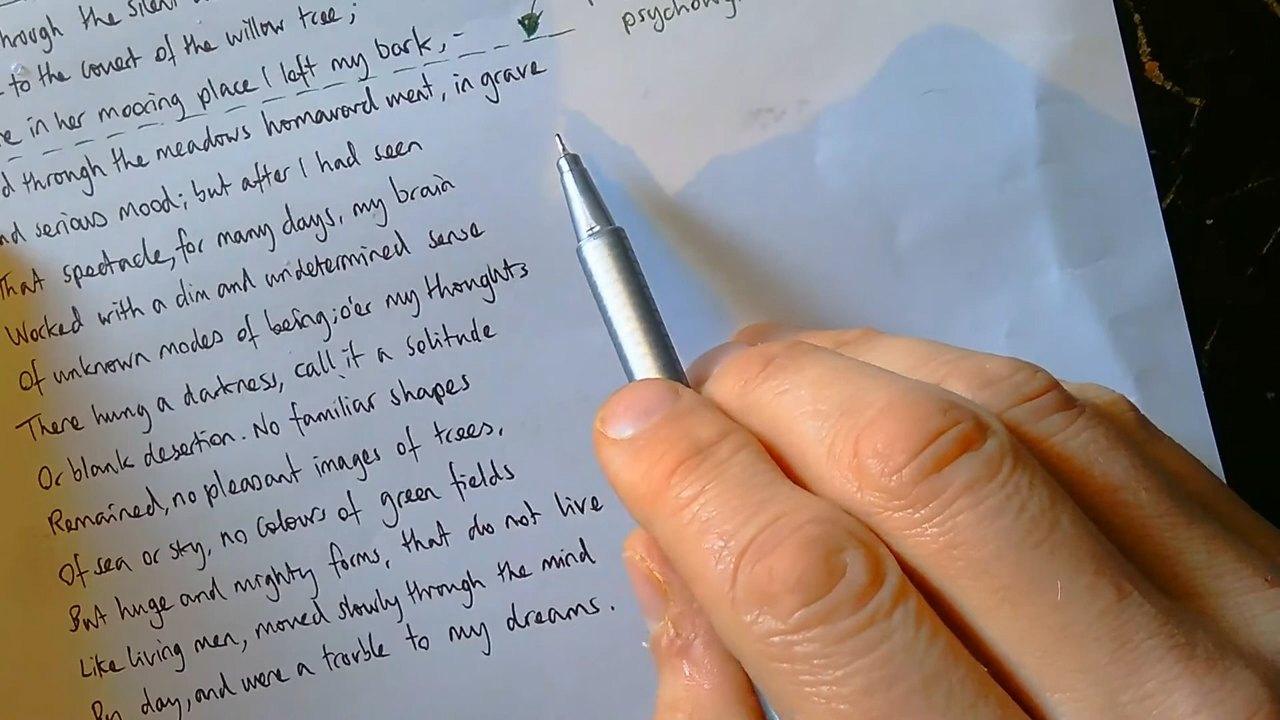 through the silent
psychology
to the covert of the willow tree;
in her mooring place I left my bark,-
through the meadows homeward went, in grave
and serious mood; but after I had seen
That spectacle, for many days, my brain
Worked with a dim and undetermined sense
Of unknown modes of being; o'er my thoughts
There hung a darkness, call it a solitude
Or blank desertion. No familiar shapes
Remained, no pleasant images of trees,
Of sea or sky, no colours of green fields
But huge and mighty forms, that do not live
Like living men, moved slowly through the mind
By day, and were a trouble to my dreams.